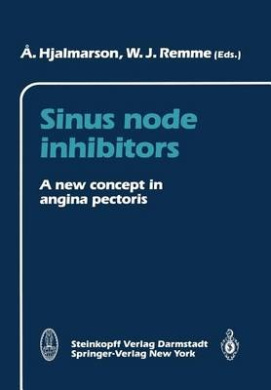 Å. Hjalmarson, W. J. Remme (Eds.)
Sinus node
inhibitors
A new concept in
angina pectoris
Steinkopff Verlag Darmstadt
Springer-Verlag New York